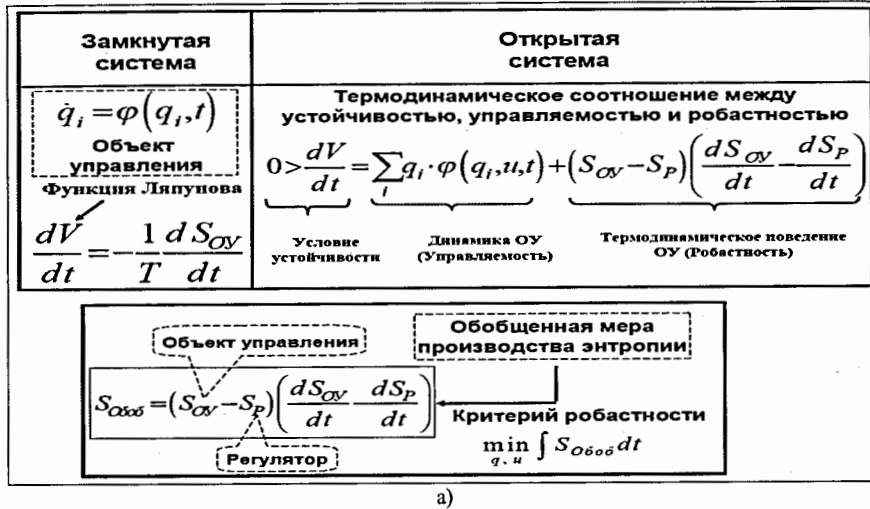 Замкнутая
система
q̇ᵢ = φ(qᵢ, t)
Объект
управления
Функция Ляпунова
dV/dt = −(1/T) dS_ОУ/dt
Открытая
система
Термодинамическое соотношение между
устойчивостью, управляемостью и робастностью
0 > dV/dt = ∑ᵢ qᵢ · φ(qᵢ, u, t) + (S_ОУ − S_Р)(dS_ОУ/dt − dS_Р/dt)
Условие
устойчивости
Динамика ОУ
(Управляемость)
Термодинамическое поведение
ОУ (Робастность)
Объект управления
S_Обоб = (S_ОУ − S_Р)(dS_ОУ/dt − dS_Р/dt)
Регулятор
Обобщенная мера
производства энтропии
Критерий робастности
min q, u ∫ S_Обоб dt
а)